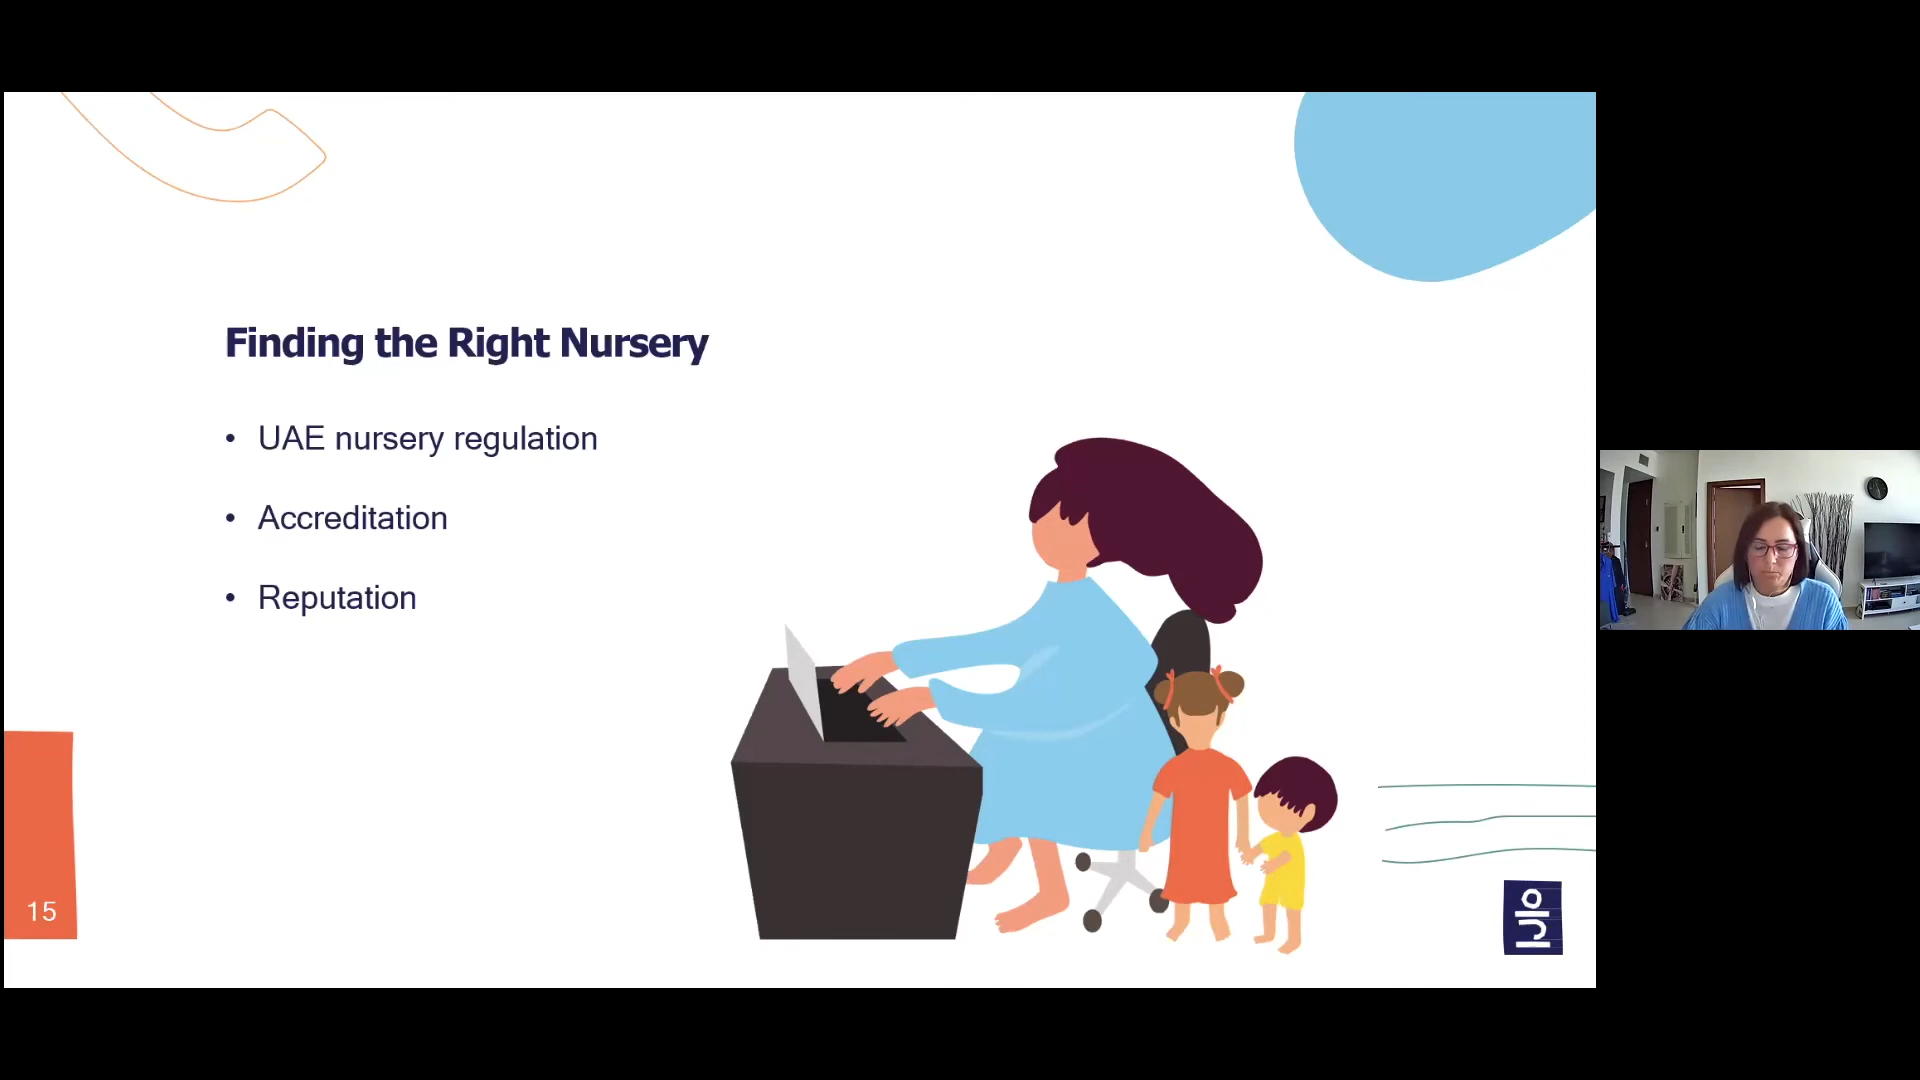 Finding the Right Nursery
• UAE nursery regulation
• Accreditation
• Reputation
15